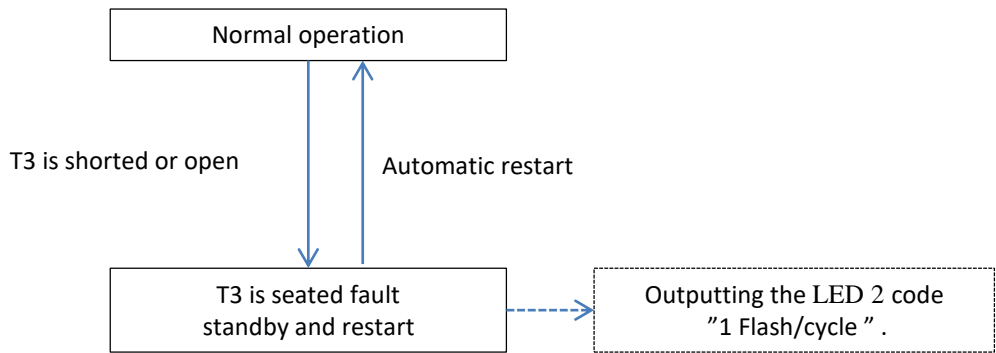 Normal operation
T3 is shorted or open
Automatic restart
T3 is seated fault
standby and restart
Outputting the LED 2 code
”1 Flash/cycle ” .